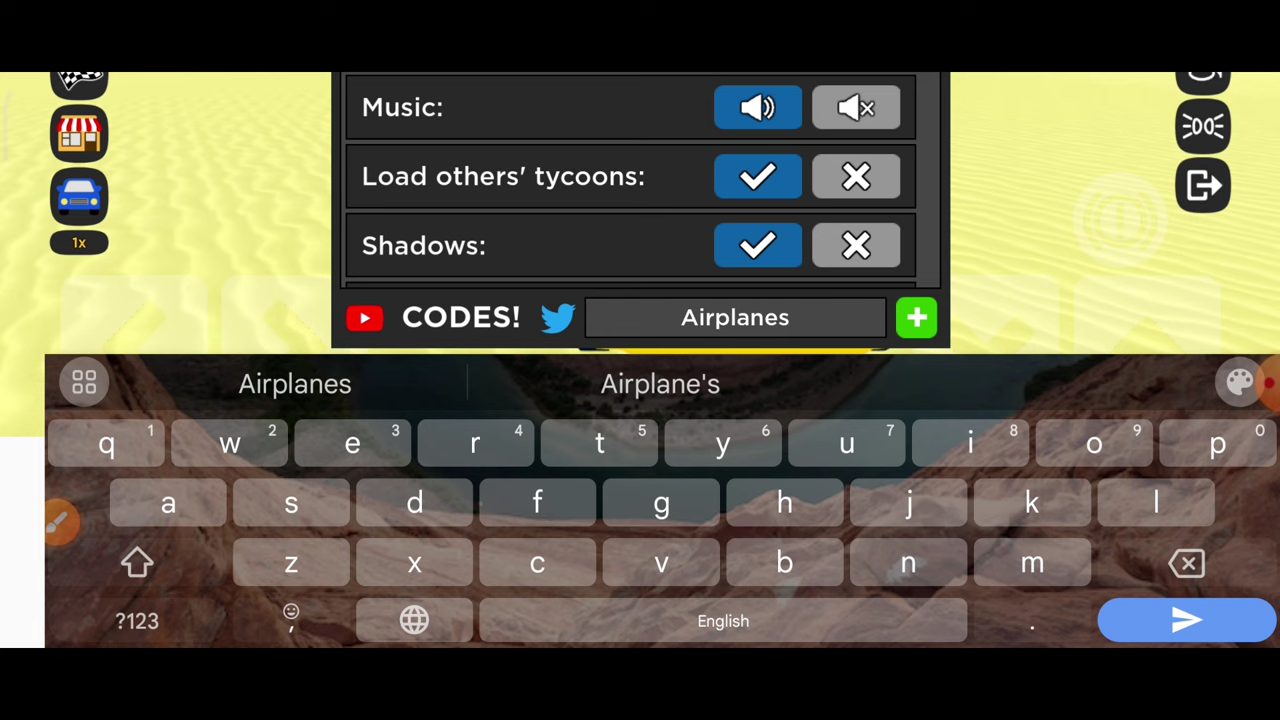 Music:
Load others' tycoons:
Shadows:
1x
CODES! Airplanes
Airplanes Airplane's
q 1 w 2 e 3 r 4 t 5 y 6 u 7 i 8 o 9 p 0
a s d f g h j k l
z x c v b n m
?123 , English .